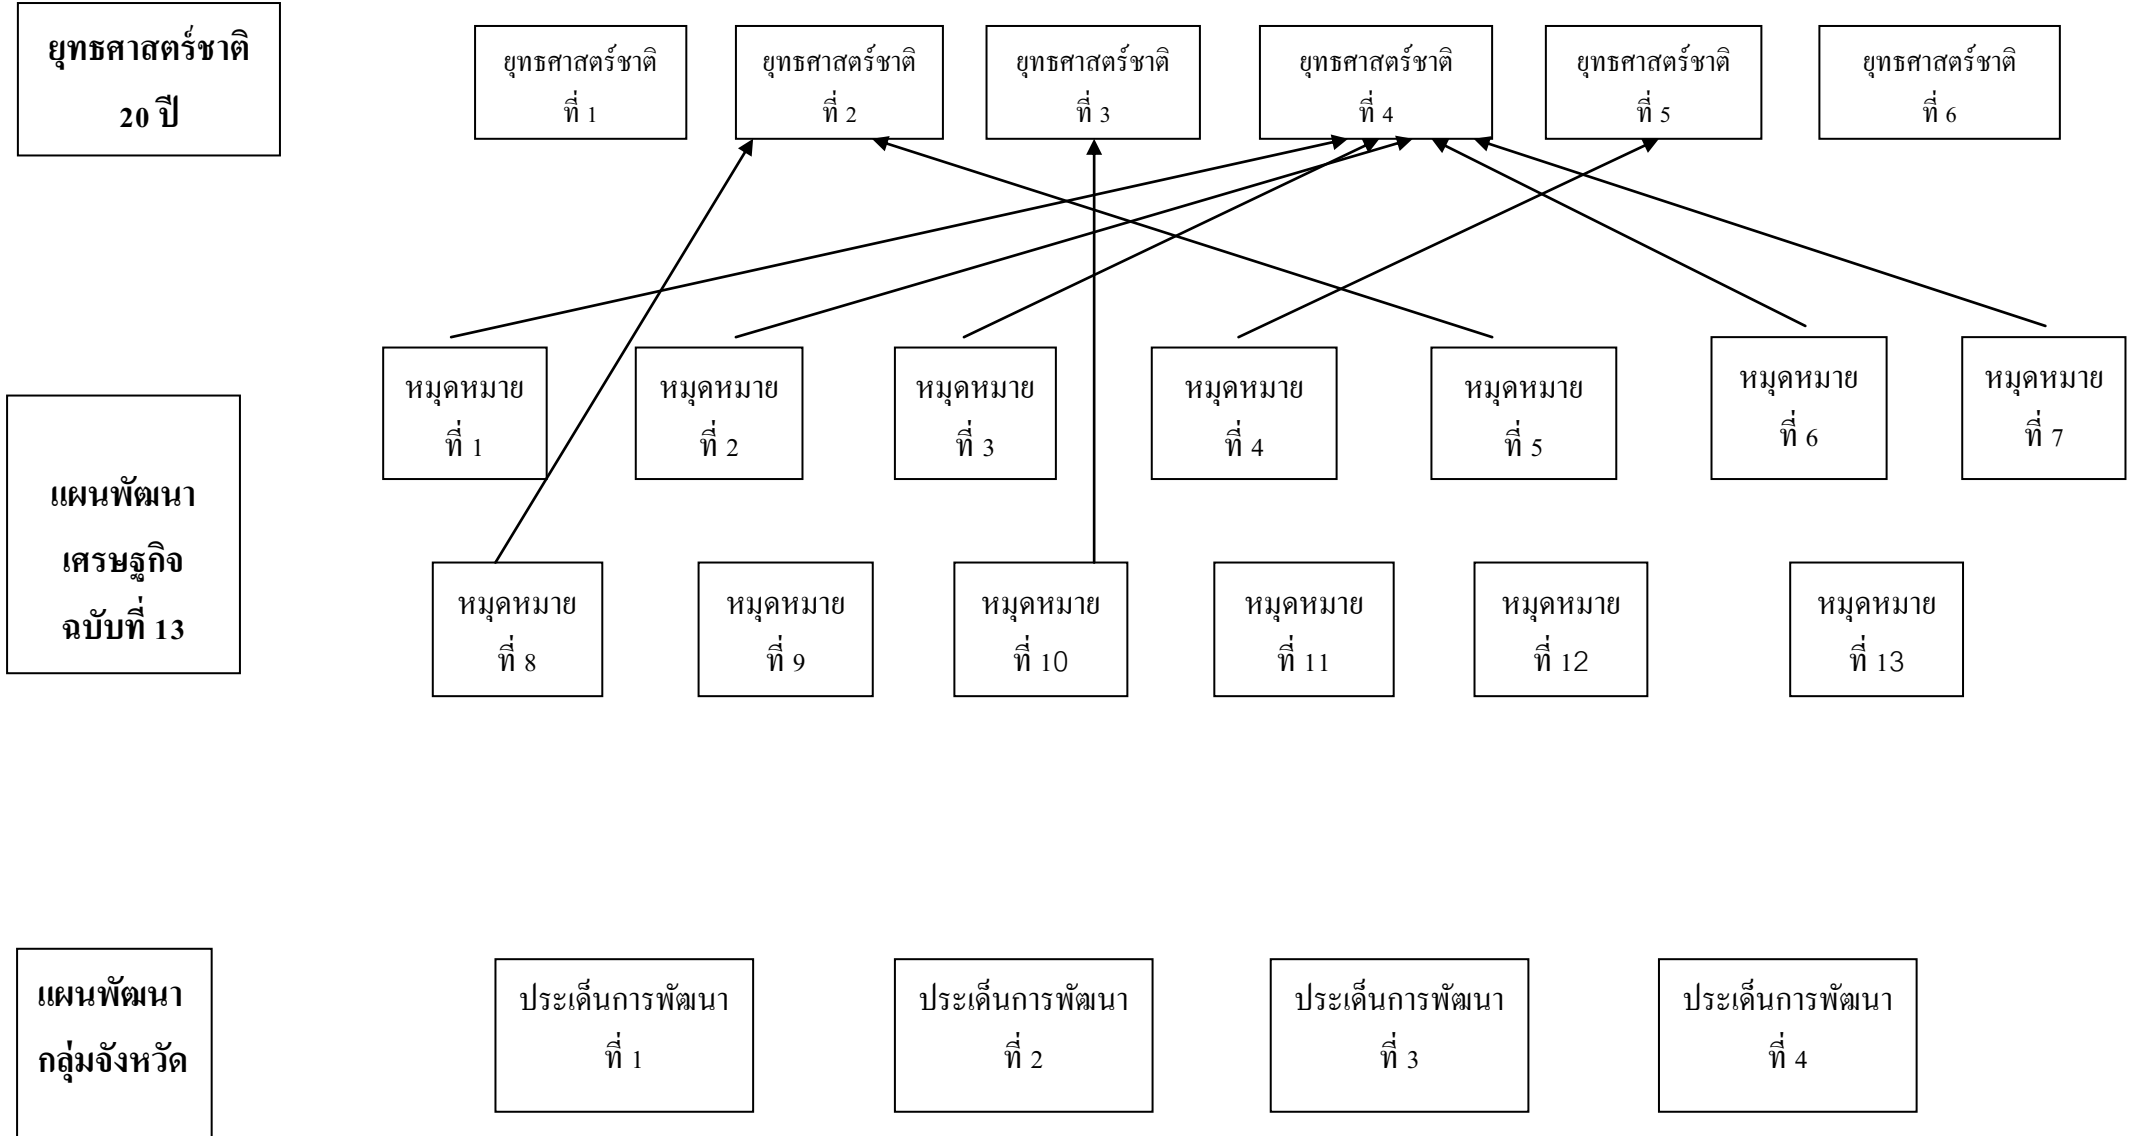 ยุทธศาสตร์ชาติ
20 ปี
ยุทธศาสตร์ชาติ
ที่ 1
ยุทธศาสตร์ชาติ
ที่ 2
ยุทธศาสตร์ชาติ
ที่ 3
ยุทธศาสตร์ชาติ
ที่ 4
ยุทธศาสตร์ชาติ
ที่ 5
ยุทธศาสตร์ชาติ
ที่ 6
แผนพัฒนา
เศรษฐกิจ
ฉบับที่ 13
หมุดหมาย
ที่ 1
หมุดหมาย
ที่ 2
หมุดหมาย
ที่ 3
หมุดหมาย
ที่ 4
หมุดหมาย
ที่ 5
หมุดหมาย
ที่ 6
หมุดหมาย
ที่ 7
หมุดหมาย
ที่ 8
หมุดหมาย
ที่ 9
หมุดหมาย
ที่ 10
หมุดหมาย
ที่ 11
หมุดหมาย
ที่ 12
หมุดหมาย
ที่ 13
แผนพัฒนา
กลุ่มจังหวัด
ประเด็นการพัฒนา
ที่ 1
ประเด็นการพัฒนา
ที่ 2
ประเด็นการพัฒนา
ที่ 3
ประเด็นการพัฒนา
ที่ 4